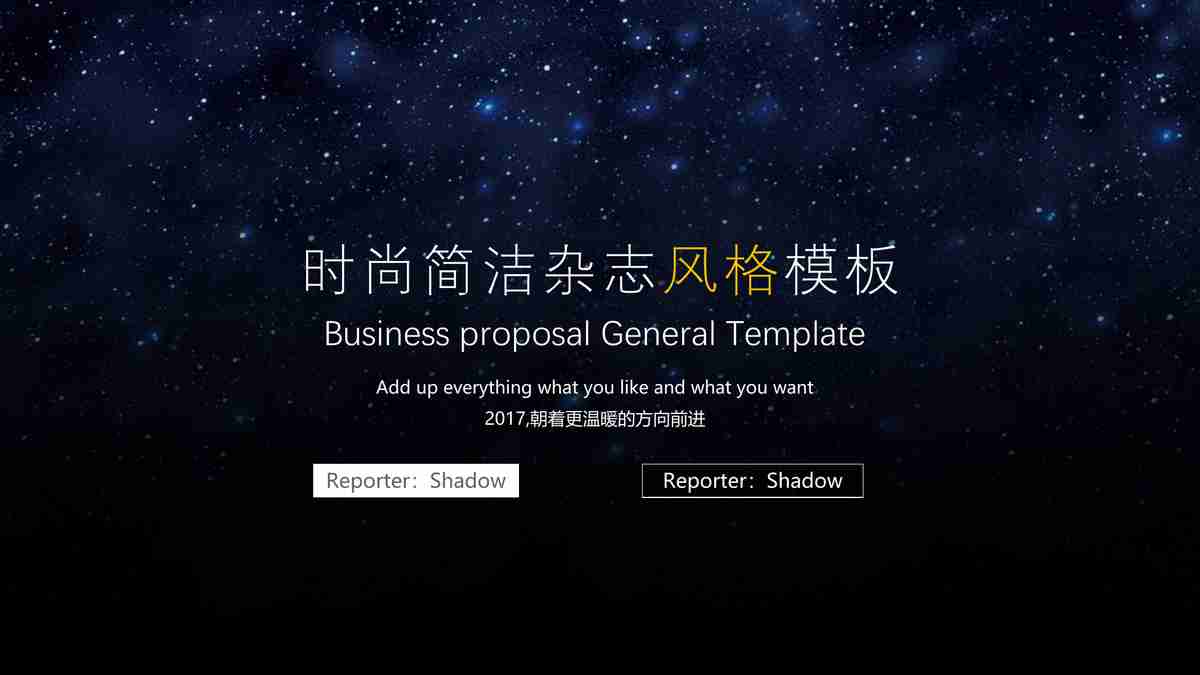 时尚简洁杂志风格模板
Business proposal General Template
Add up everything what you like and what you want
2017,朝着更温暖的方向前进
Reporter：Shadow
Reporter：Shadow